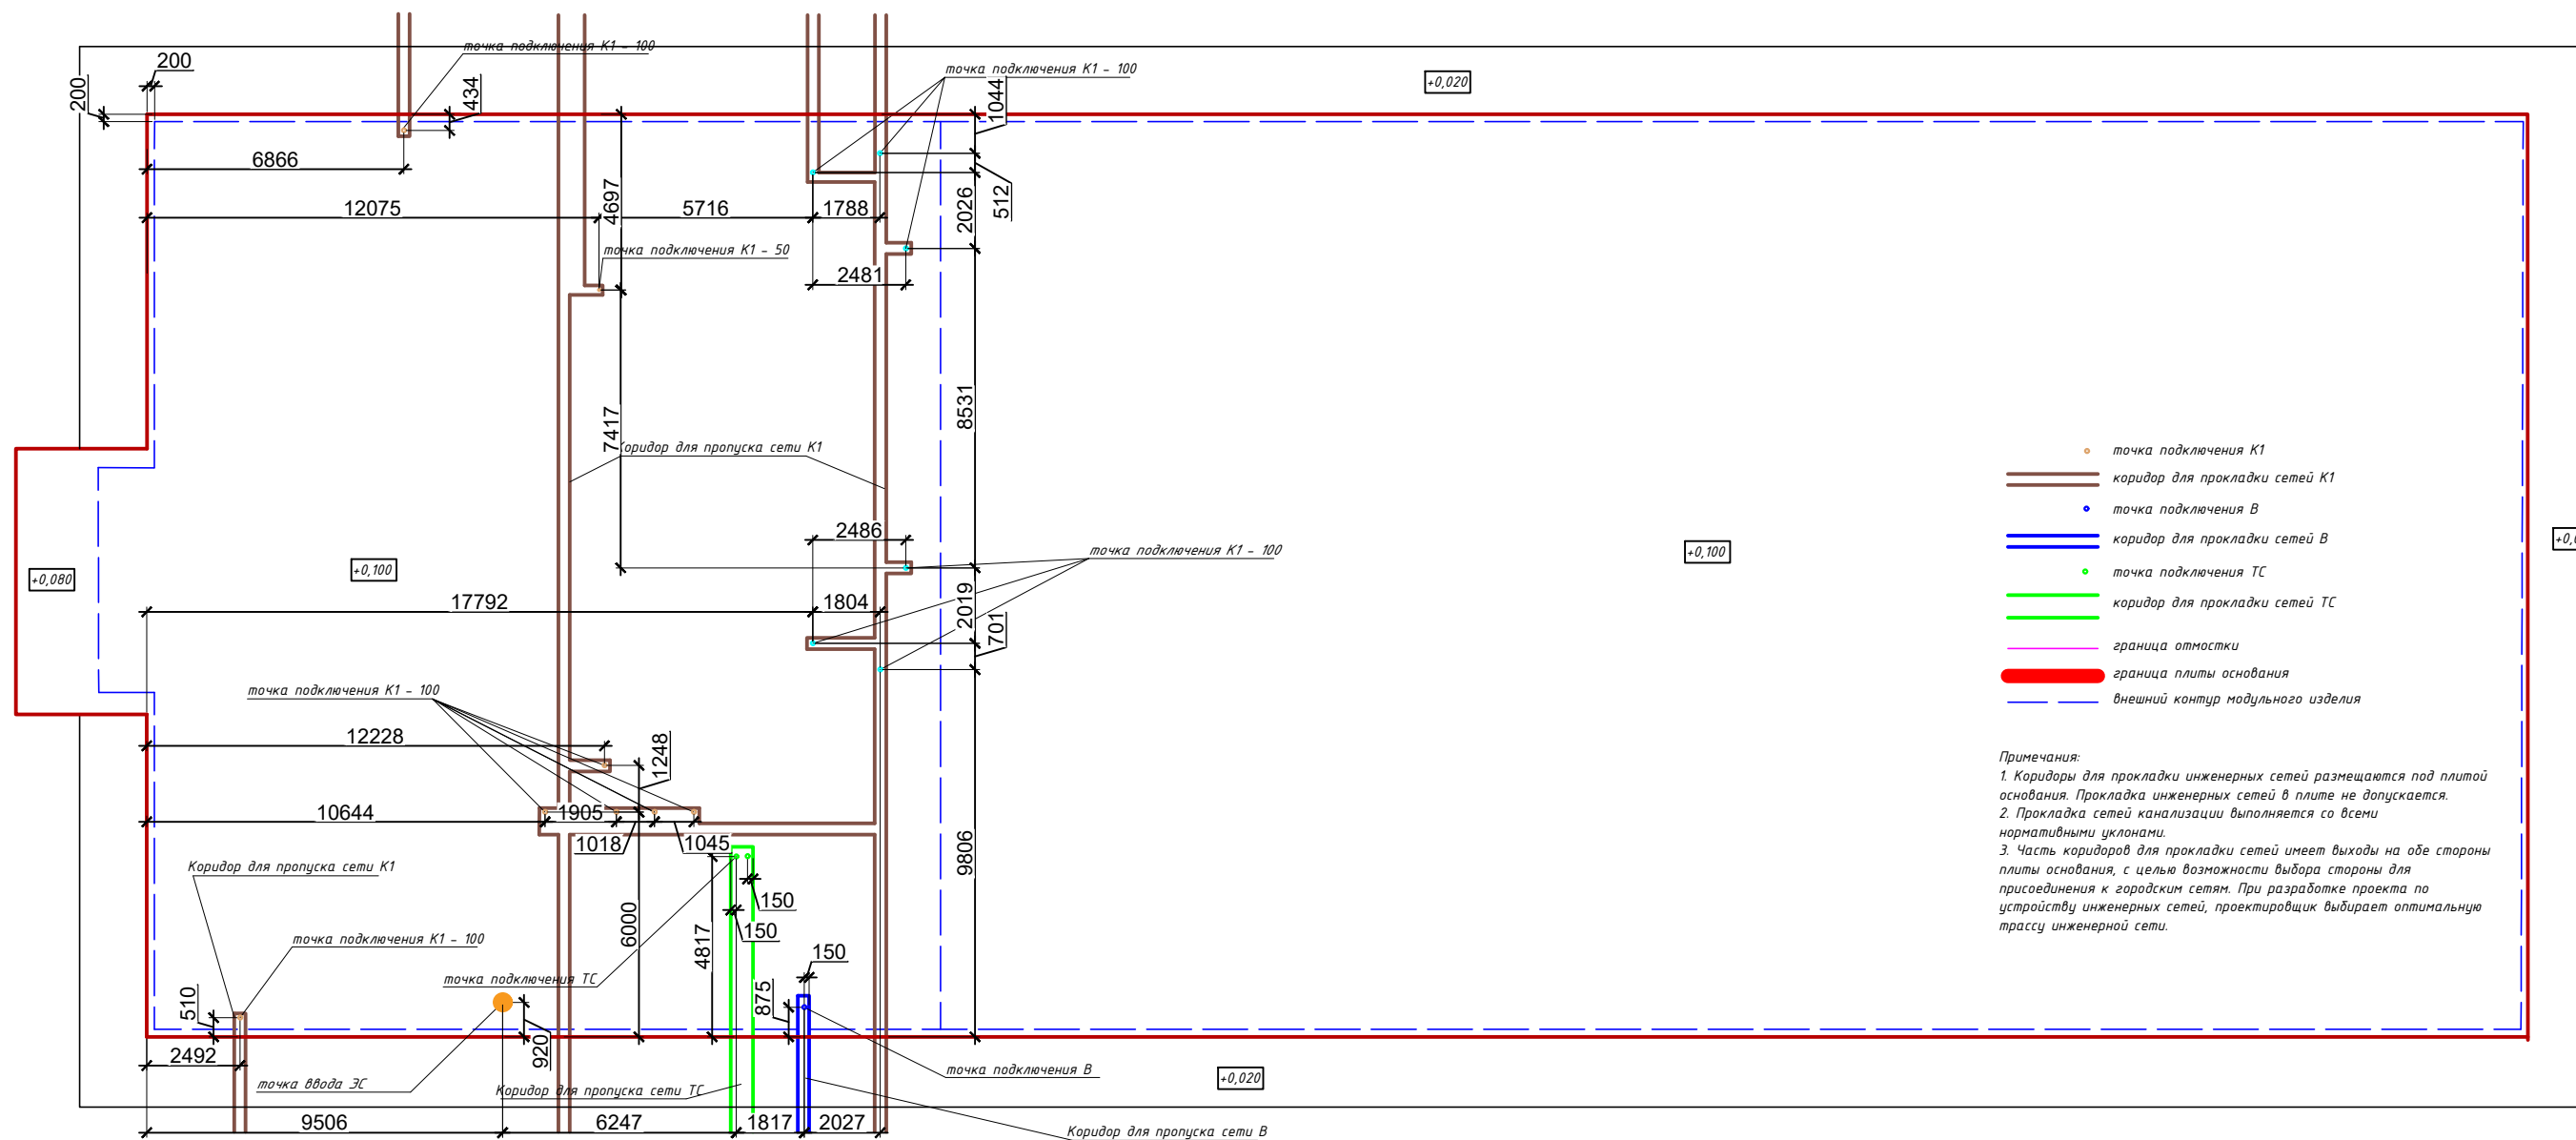 точка подключения К1 - 100
200
200
434
точка подключения К1 - 100
1044
+0,020
6866
4697
512
2026
12075
5716
1788
точка подключения К1 - 50
2481
8531
7417
Коридор для пропуска сети К1
2486
точка подключения К1 - 100
+0,080
+0,100
+0,100
17792
1804
2019
701
точка подключения К1 - 100
12228
1248
10644
1905
1018
1045
9806
Коридор для пропуска сети К1
150
150
6000
4817
точка подключения К1 - 100
150
точка подключения ТС
875
510
920
2492
точка ввода ЭС
Коридор для пропуска сети ТС
точка подключения В
+0,020
9506
6247
1817
2027
Коридор для пропуска сети В
точка подключения К1
коридор для прокладки сетей К1
точка подключения В
коридор для прокладки сетей В
точка подключения ТС
коридор для прокладки сетей ТС
граница отмостки
граница плиты основания
внешний контур модульного изделия
Примечания:
1. Коридоры для прокладки инженерных сетей размещаются под плитой
основания. Прокладка инженерных сетей в плите не допускается.
2. Прокладка сетей канализации выполняется со всеми
нормативными уклонами.
3. Часть коридоров для прокладки сетей имеет выходы на обе стороны
плиты основания, с целью возможности выбора стороны для
присоединения к городским сетям. При разработке проекта по
устройству инженерных сетей, проектировщик выбирает оптимальную
трассу инженерной сети.